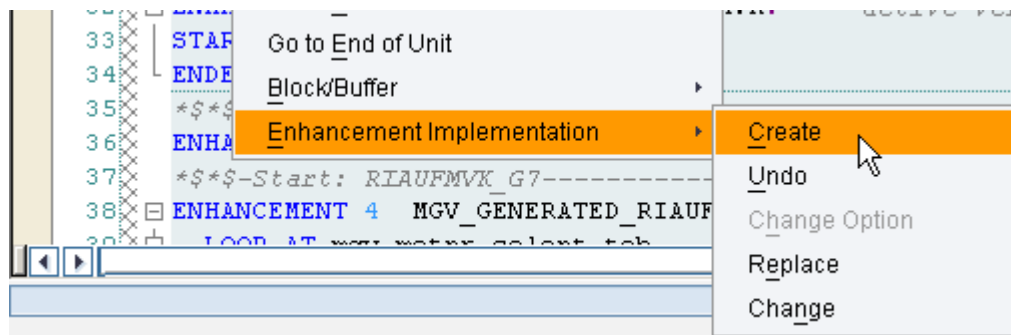 33 STAR
Go to End of Unit
34 ENDE
Block/Buffer
35 *$*$
Enhancement Implementation
Create
36 ENHA
37 *$*$-Start: RIAUFMVK_G7------------
Undo
38 ENHANCEMENT 4 MGV_GENERATED_RIAUF
Change Option
Replace
Change